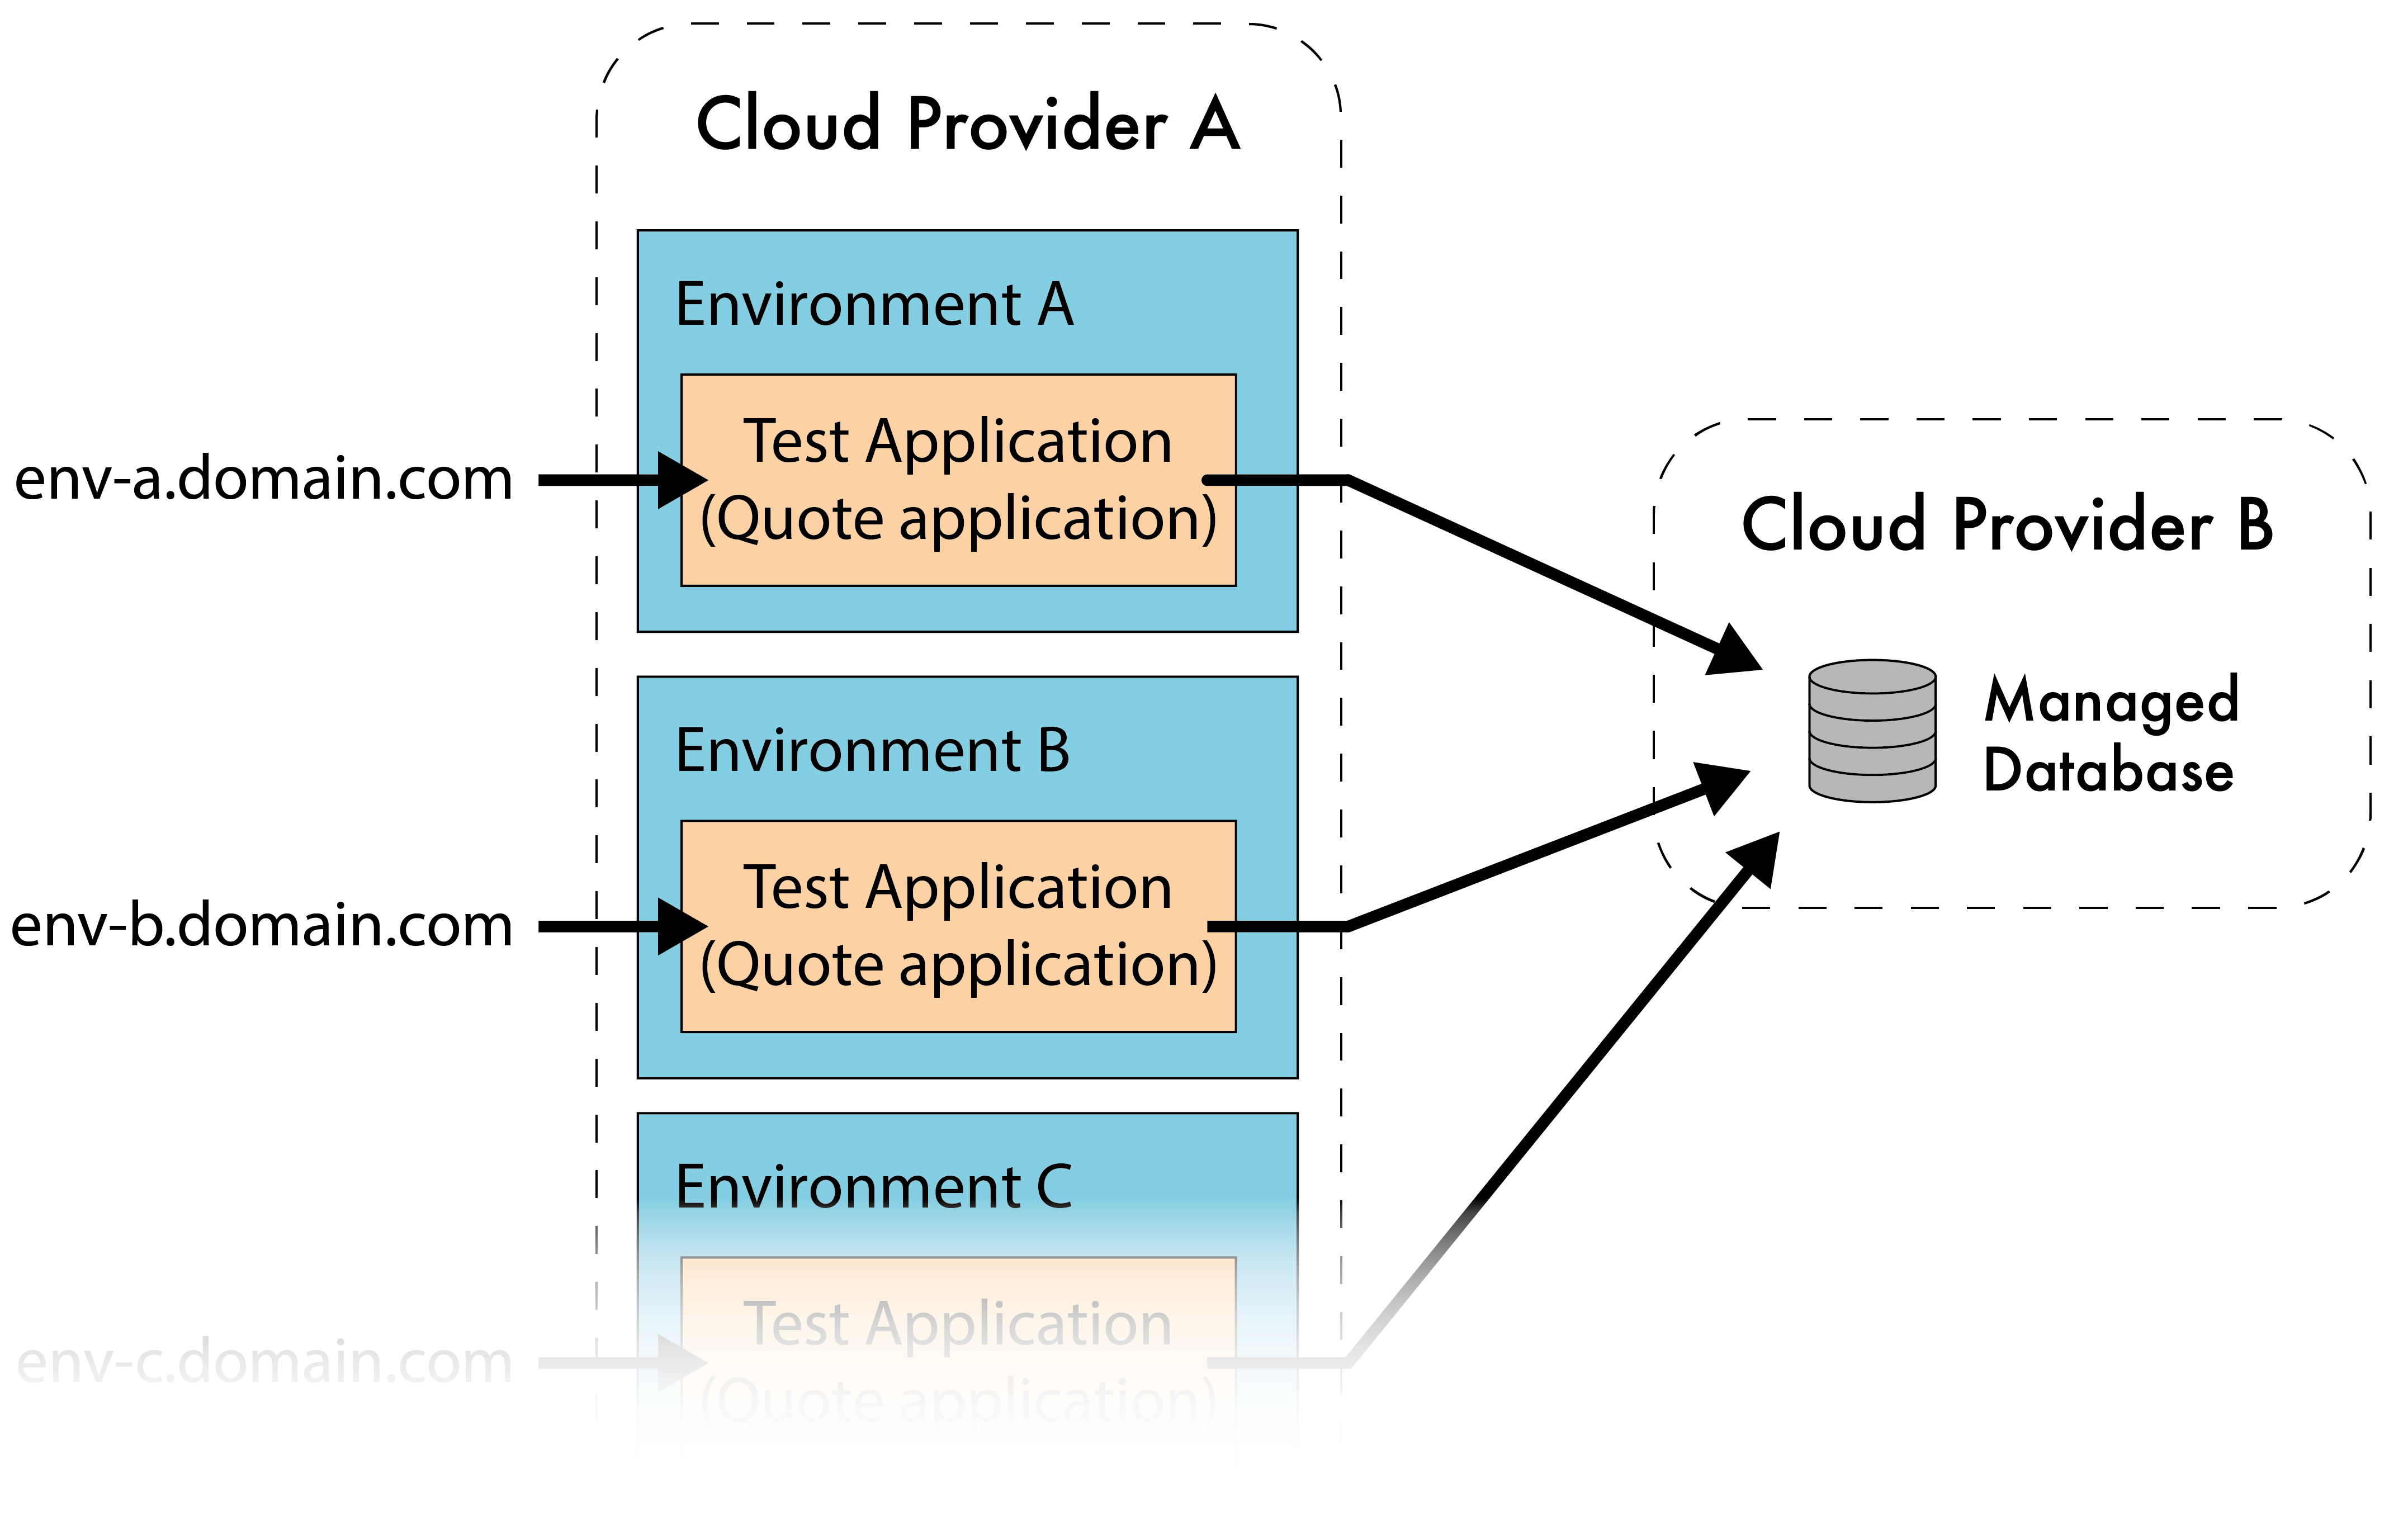 Cloud Provider A
Environment A
env-a.domain.com
Test Application
(Quote application)
Cloud Provider B
Managed
Database
Environment B
env-b.domain.com
Test Application
(Quote application)
Environment C
env-c.domain.com
Test Application
(Quote application)